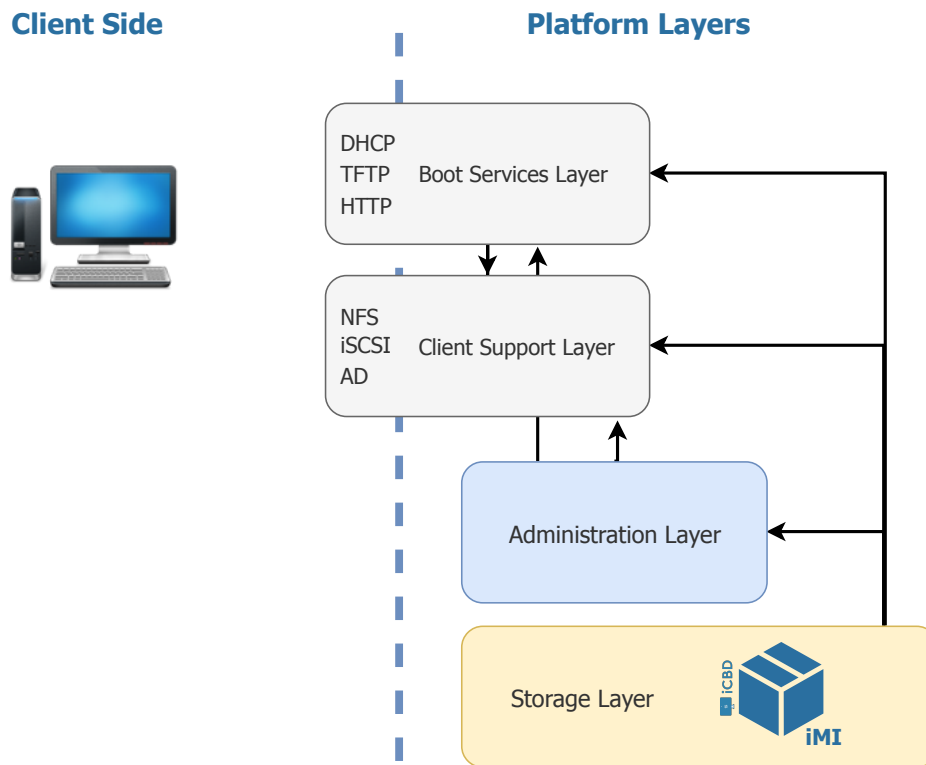 Client Side
Platform Layers
DHCP
TFTP
HTTP
Boot Services Layer
NFS
iSCSI
AD
Client Support Layer
Administration Layer
Storage Layer
iCBD
iMI